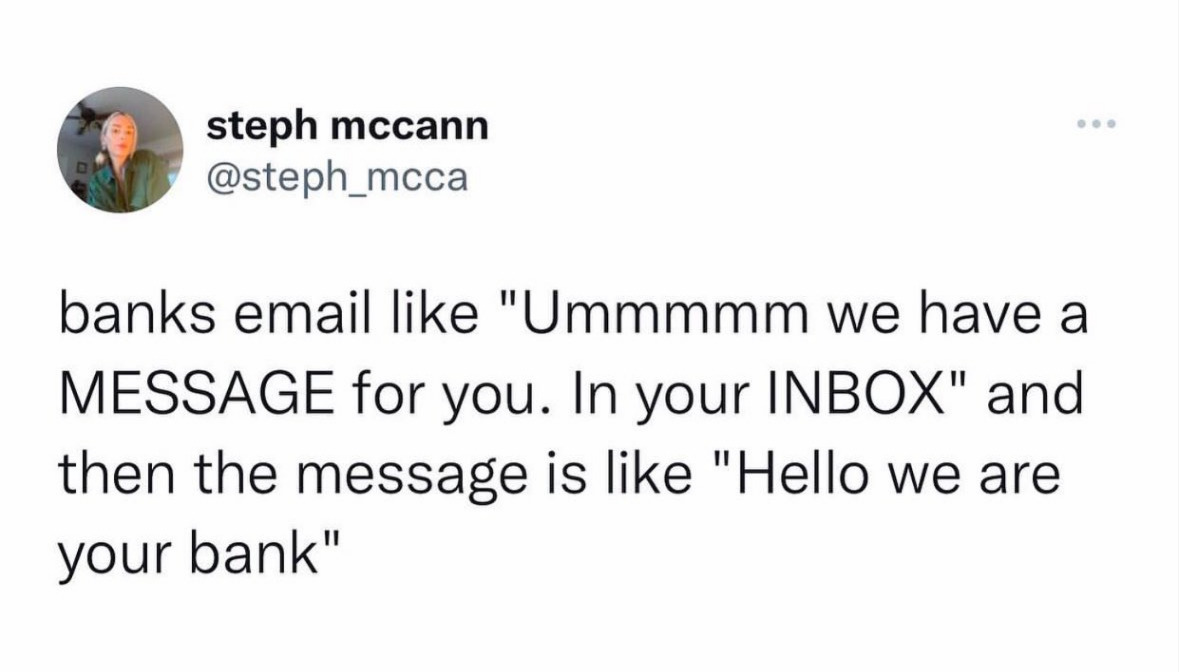 steph mccann
@steph_mcca
banks email like "Ummmmm we have a
MESSAGE for you. In your INBOX" and
then the message is like "Hello we are
your bank"